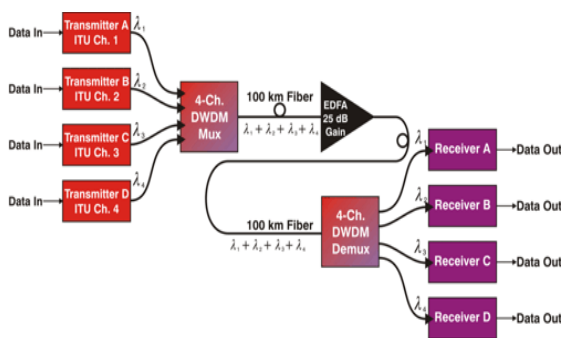 Data In
Transmitter A
ITU Ch. 1
λ₁
Data In
Transmitter B
ITU Ch. 2
λ₂
Data In
Transmitter C
ITU Ch. 3
λ₃
Data In
Transmitter D
ITU Ch. 4
λ₄
4-Ch.
DWDM
Mux
100 km Fiber
λ₁ + λ₂ + λ₃ + λ₄
EDFA
25 dB
Gain
100 km Fiber
λ₁ + λ₂ + λ₃ + λ₄
4-Ch.
DWDM
Demux
λ₁
Receiver A
Data Out
λ₂
Receiver B
Data Out
λ₃
Receiver C
Data Out
λ₄
Receiver D
Data Out